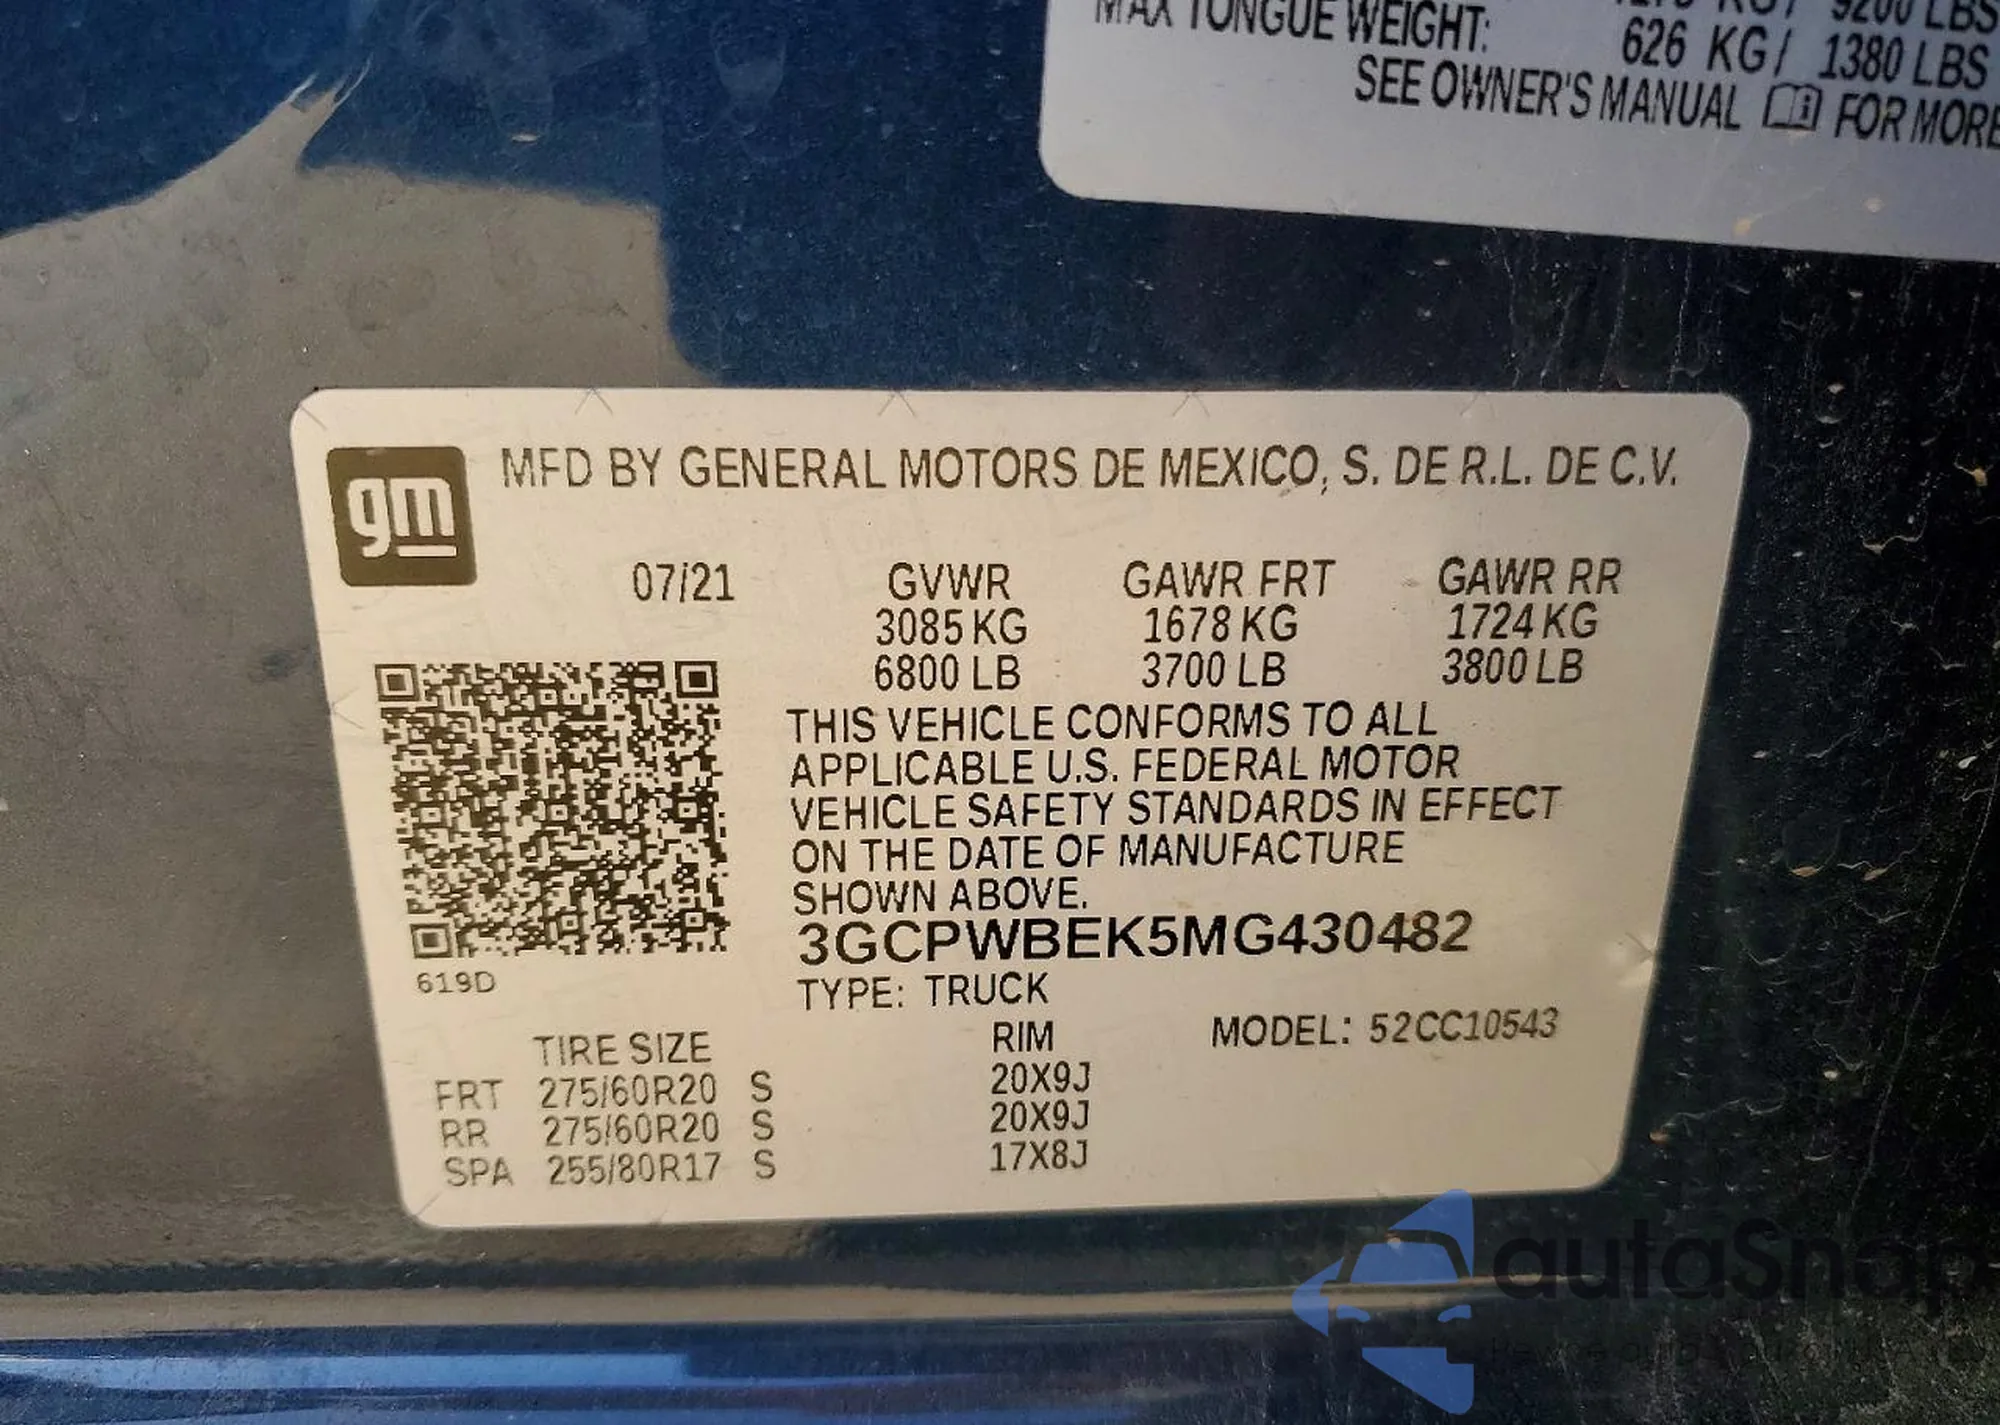 9200 LBS
MAX TONGUE WEIGHT: 626 KG/ 1380 LBS
SEE OWNER'S MANUAL FOR MORE
gm
MFD BY GENERAL MOTORS DE MEXICO, S. DE R.L. DE C.V.
07/21 GVWR GAWR FRT GAWR RR
3085 KG 1678 KG 1724 KG
6800 LB 3700 LB 3800 LB
THIS VEHICLE CONFORMS TO ALL
APPLICABLE U.S. FEDERAL MOTOR
VEHICLE SAFETY STANDARDS IN EFFECT
ON THE DATE OF MANUFACTURE
SHOWN ABOVE.
3GCPWBEK5MG430482
619D
TYPE: TRUCK
TIRE SIZE RIM MODEL: 52CC10543
FRT 275/60R20 S 20X9J
RR 275/60R20 S 20X9J
SPA 255/80R17 S 17X8J
autaSnap